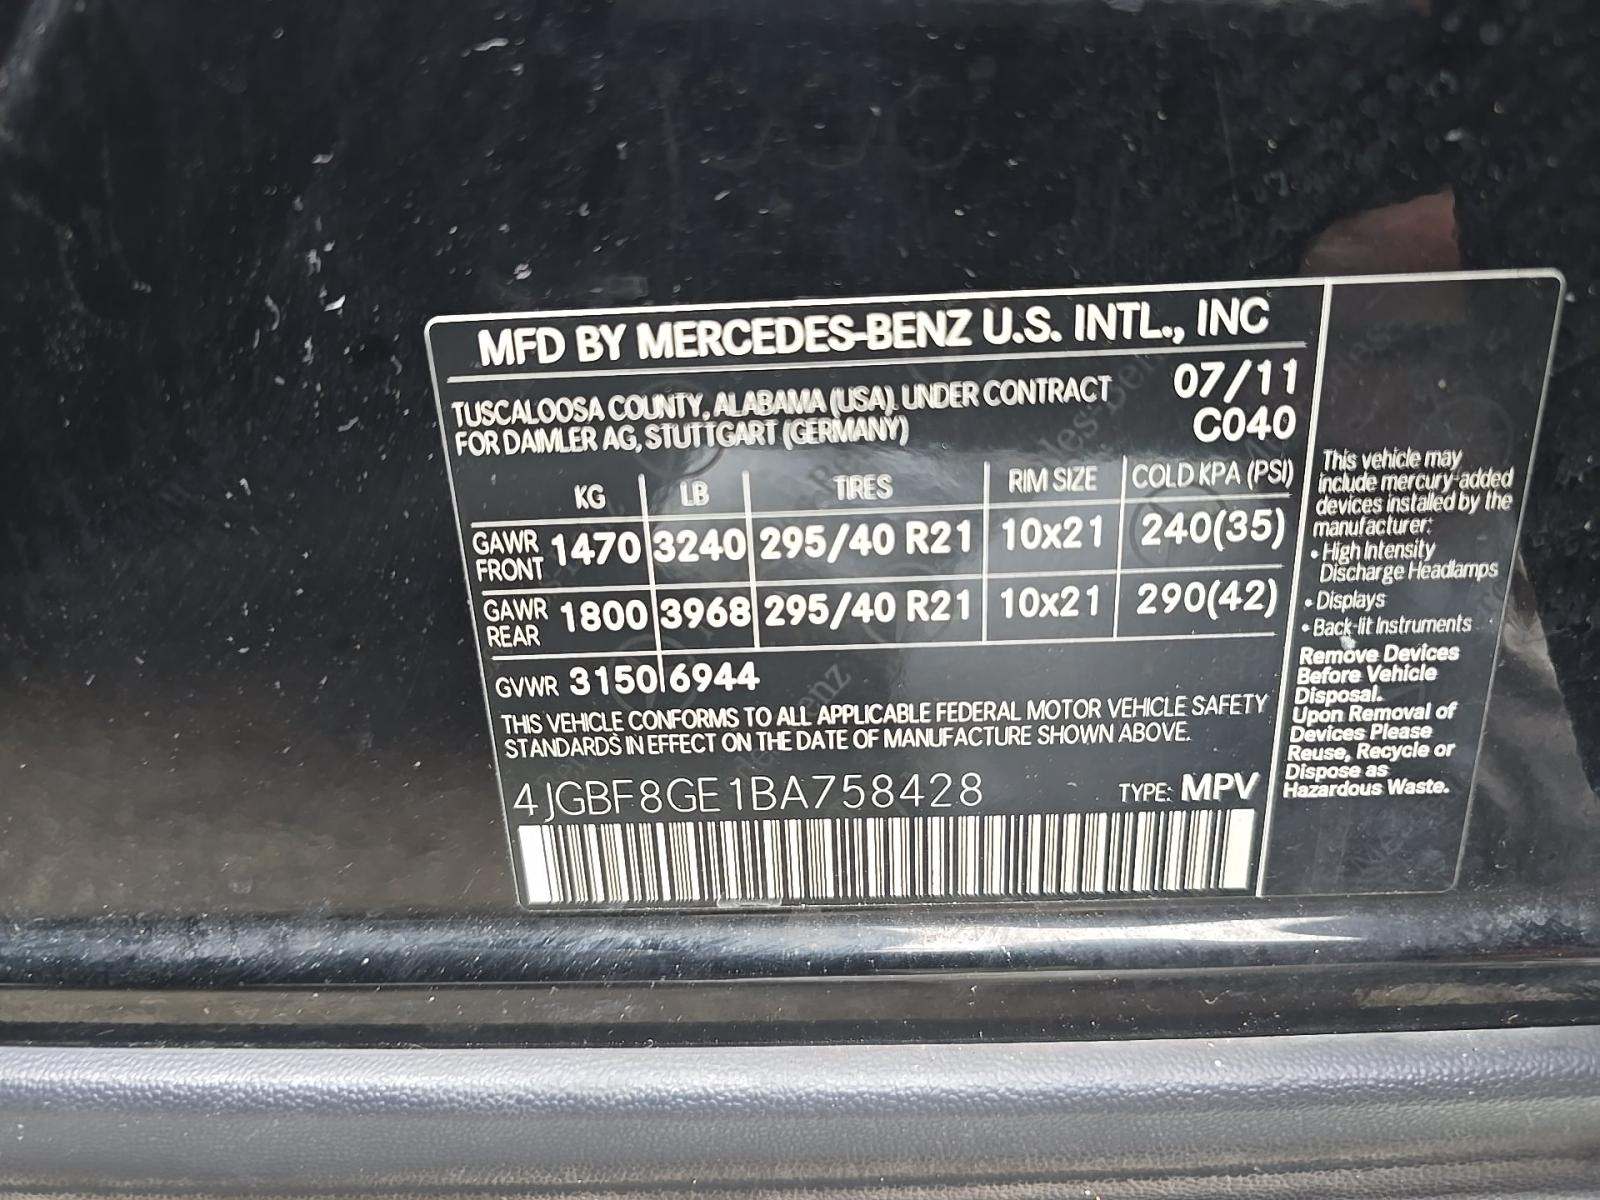 MFD BY MERCEDES-BENZ U.S. INTL., INC
TUSCALOOSA COUNTY, ALABAMA (USA). UNDER CONTRACT
FOR DAIMLER AG, STUTTGART (GERMANY)
07/11
C040
KG LB TIRES RIM SIZE COLD KPA (PSI)
GAWR
FRONT 1470 3240 295/40 R21 10x21 240(35)
GAWR
REAR 1800 3968 295/40 R21 10x21 290(42)
GVWR 3150 6944
THIS VEHICLE CONFORMS TO ALL APPLICABLE FEDERAL MOTOR VEHICLE SAFETY
STANDARDS IN EFFECT ON THE DATE OF MANUFACTURE SHOWN ABOVE.
4JGBF8GE1BA758428 TYPE: MPV
This vehicle may
include mercury-added
devices installed by the
manufacturer:
• High Intensity
Discharge Headlamps
• Displays
• Back-lit Instruments
Remove Devices
Before Vehicle
Disposal.
Upon Removal of
Devices Please
Reuse, Recycle or
Dispose as
Hazardous Waste.